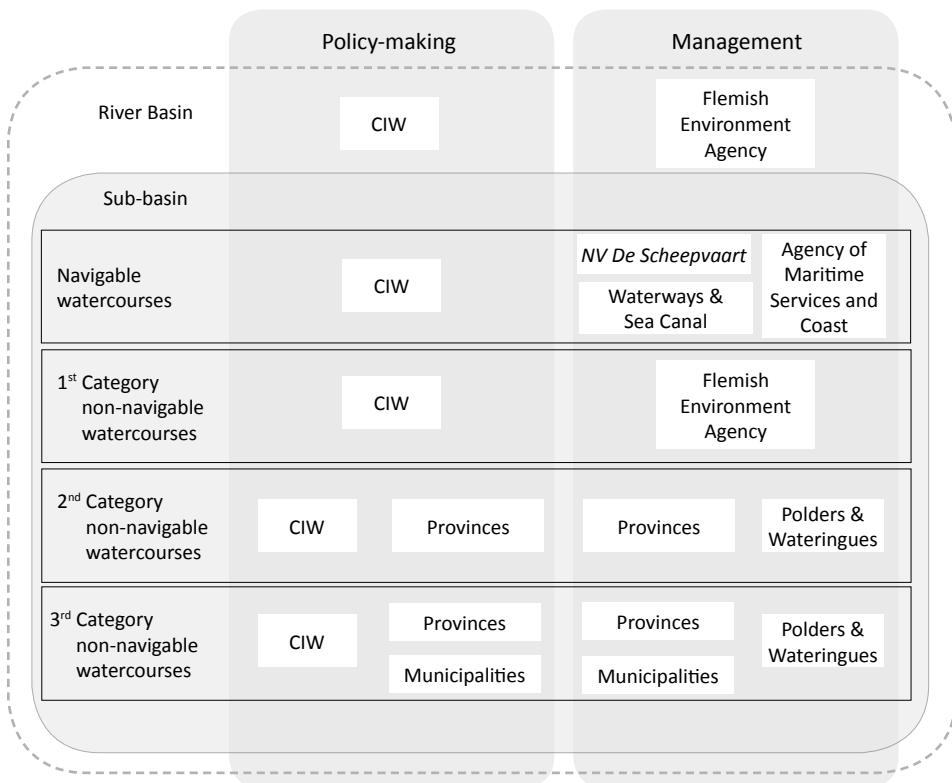 Policy-making
Management
River Basin
CIW
Flemish
Environment
Agency
Sub-basin
Navigable
watercourses
CIW
NV De Scheepvaart
Waterways &
Sea Canal
Agency of
Maritime
Services and
Coast
1st Category
non-navigable
watercourses
CIW
Flemish
Environment
Agency
2nd Category
non-navigable
watercourses
CIW
Provinces
Provinces
Polders &
Wateringues
3rd Category
non-navigable
watercourses
CIW
Provinces
Municipalities
Provinces
Municipalities
Polders &
Wateringues